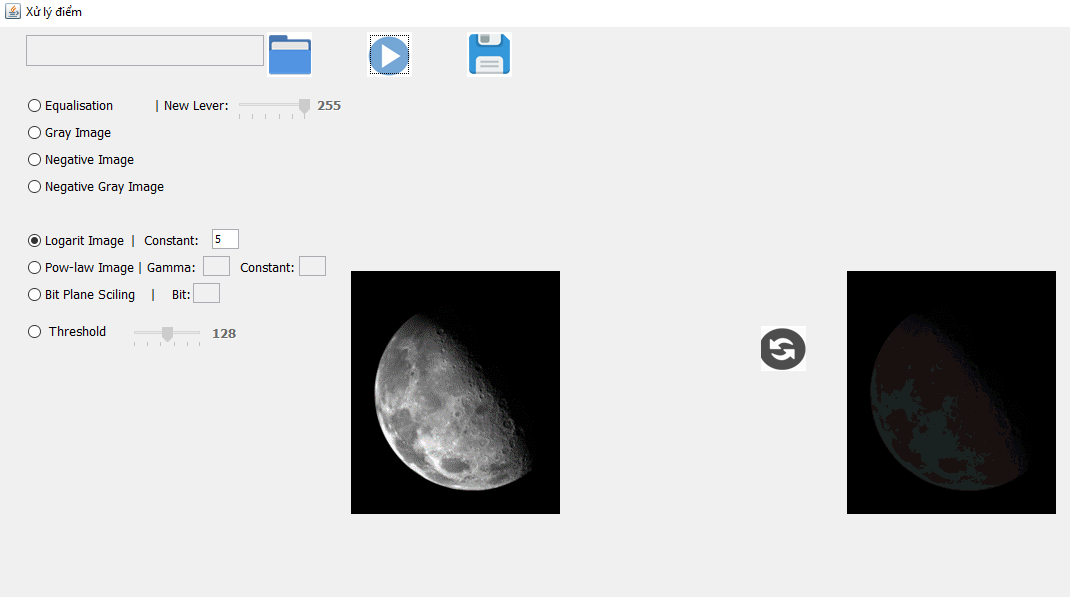 Xử lý điểm
Equalisation | New Lever: 255
Gray Image
Negative Image
Negative Gray Image
Logarit Image | Constant: 5
Pow-law Image | Gamma: Constant:
Bit Plane Sciling | Bit:
Threshold 128